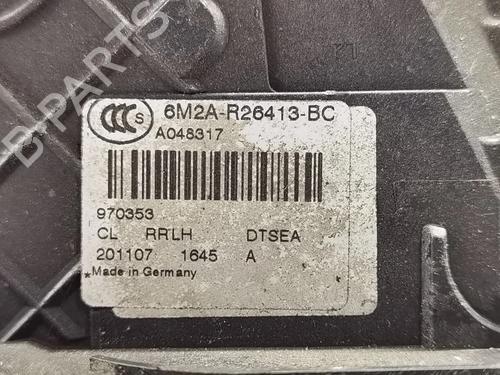 B-PARTS
CCC S 6M2A-R26413-BC
A048317
970353
CL RRLH DTSEA
201107 1645 A
*Made in Germany